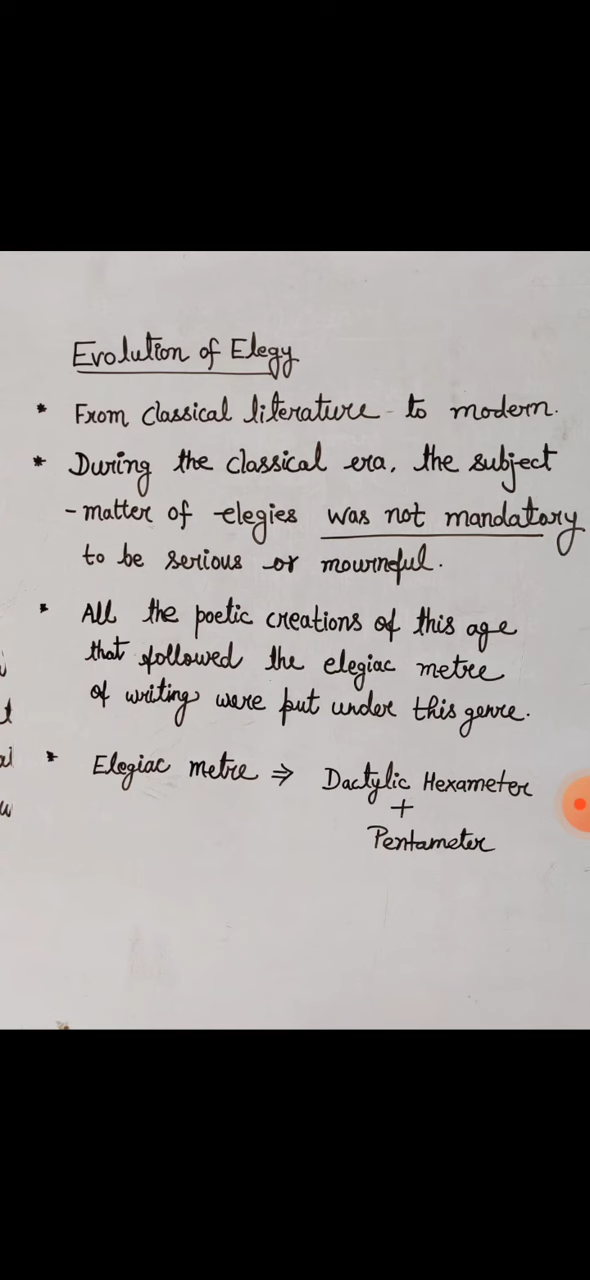 Evolution of Elegy
* From classical literature to modern.
* During the classical era, the subject
-matter of elegies was not mandatory
to be serious or mourneful.
* All the poetic creations of this age
that followed the elegiac metre
of writing were put under this genre.
* Elegiac metre ⇒ Dactylic Hexameter
+
Pentameter